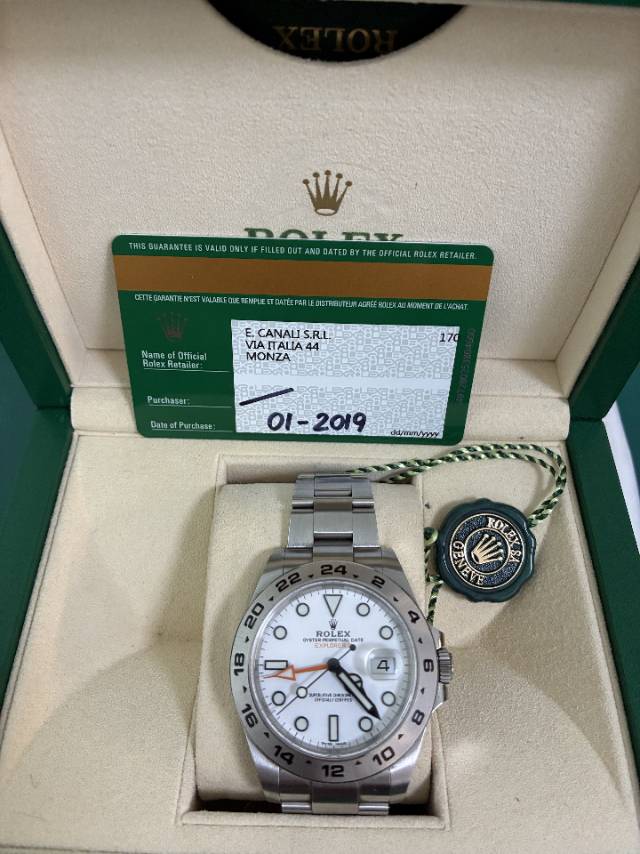 ROLEX
ROLEX
THIS GUARANTEE IS VALID ONLY IF FILLED OUT AND DATED BY THE OFFICIAL ROLEX RETAILER.
CETTE GARANTIE N'EST VALABLE QUE REMPLIE ET DATÉE PAR LE DISTRIBUTEUR AGRÉÉ ROLEX AU MOMENT DE L'ACHAT.
E. CANALI S.R.L. 170
VIA ITALIA 44
MONZA
Name of Official
Rolex Retailer:
Purchaser:
Date of Purchase: 01-2019
dd/mm/yyyy
ROLEX SA
GENEVE
24 2 4 6 8 10 12 14 16 18 20 22
ROLEX
OYSTER PERPETUAL DATE
EXPLORER
4
SUPERLATIVE
OFFICIALLY CERTIFIED